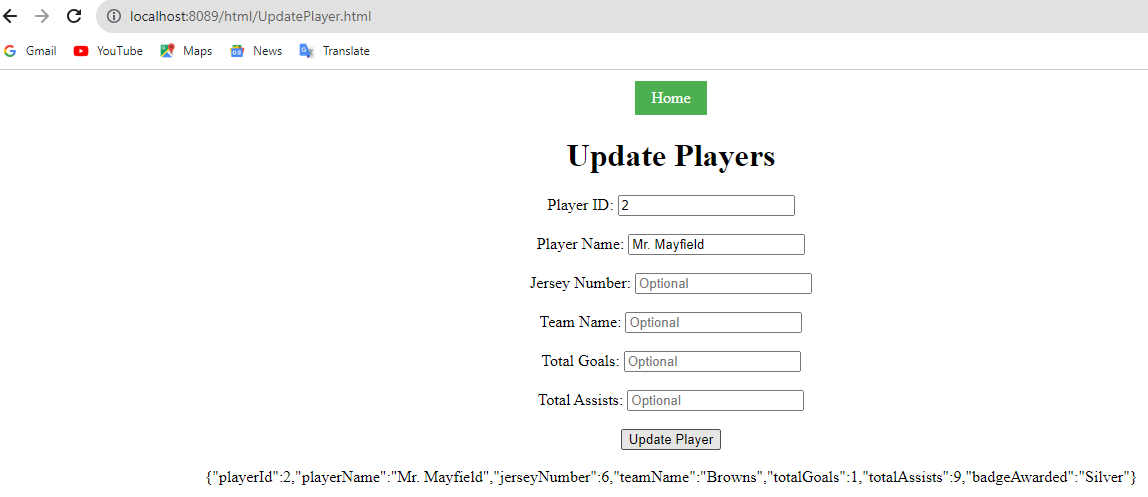 localhost:8089/html/UpdatePlayer.html
Gmail YouTube Maps News Translate
Home
Update Players
Player ID: 2
Player Name: Mr. Mayfield
Jersey Number: Optional
Team Name: Optional
Total Goals: Optional
Total Assists: Optional
Update Player
{"playerId":2,"playerName":"Mr. Mayfield","jerseyNumber":6,"teamName":"Browns","totalGoals":1,"totalAssists":9,"badgeAwarded":"Silver"}